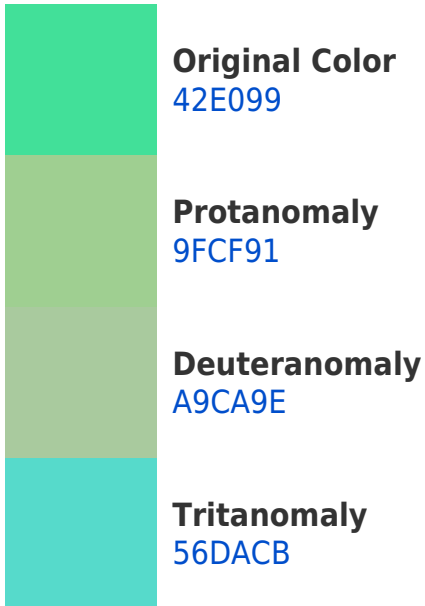 Original Color
42E099
Protanomaly
9FCF91
Deuteranomaly
A9CA9E
Tritanomaly
56DACB